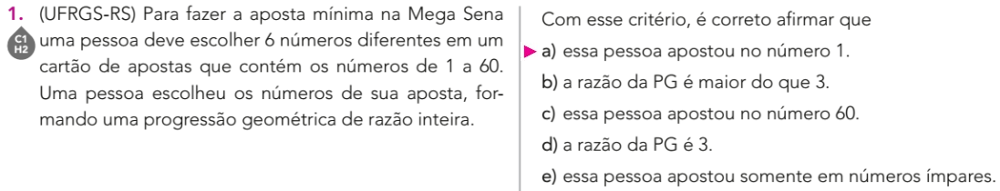 1. (UFRGS-RS) Para fazer a aposta mínima na Mega Sena
C1
H2
uma pessoa deve escolher 6 números diferentes em um
cartão de apostas que contém os números de 1 a 60.
Uma pessoa escolheu os números de sua aposta, for-
mando uma progressão geométrica de razão inteira.
Com esse critério, é correto afirmar que
a) essa pessoa apostou no número 1.
b) a razão da PG é maior do que 3.
c) essa pessoa apostou no número 60.
d) a razão da PG é 3.
e) essa pessoa apostou somente em números ímpares.